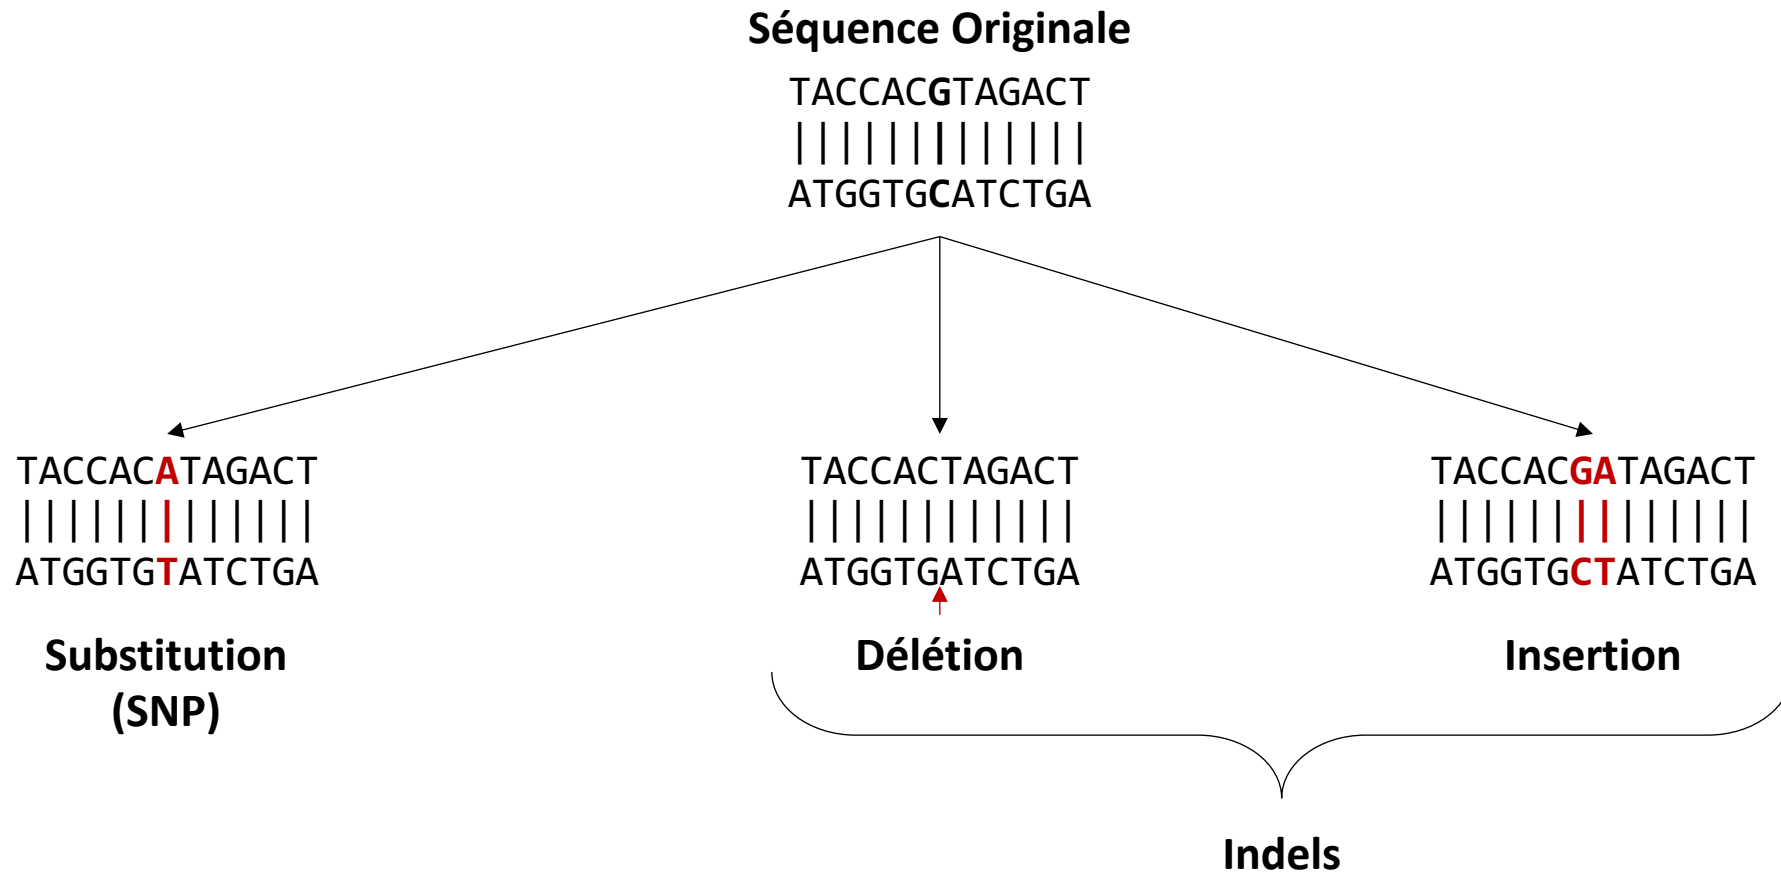 Séquence Originale
TACCACGTAGACT
|||||||||||||
ATGGTGCATCTGA
TACCACATAGACT
|||||||||||||
ATGGTGTATCTGA
Substitution
(SNP)
TACCACTAGACT
||||||||||||
ATGGTGATCTGA
Délétion
TACCACGATAGACT
||||||||||||||
ATGGTGCTATCTGA
Insertion
Indels